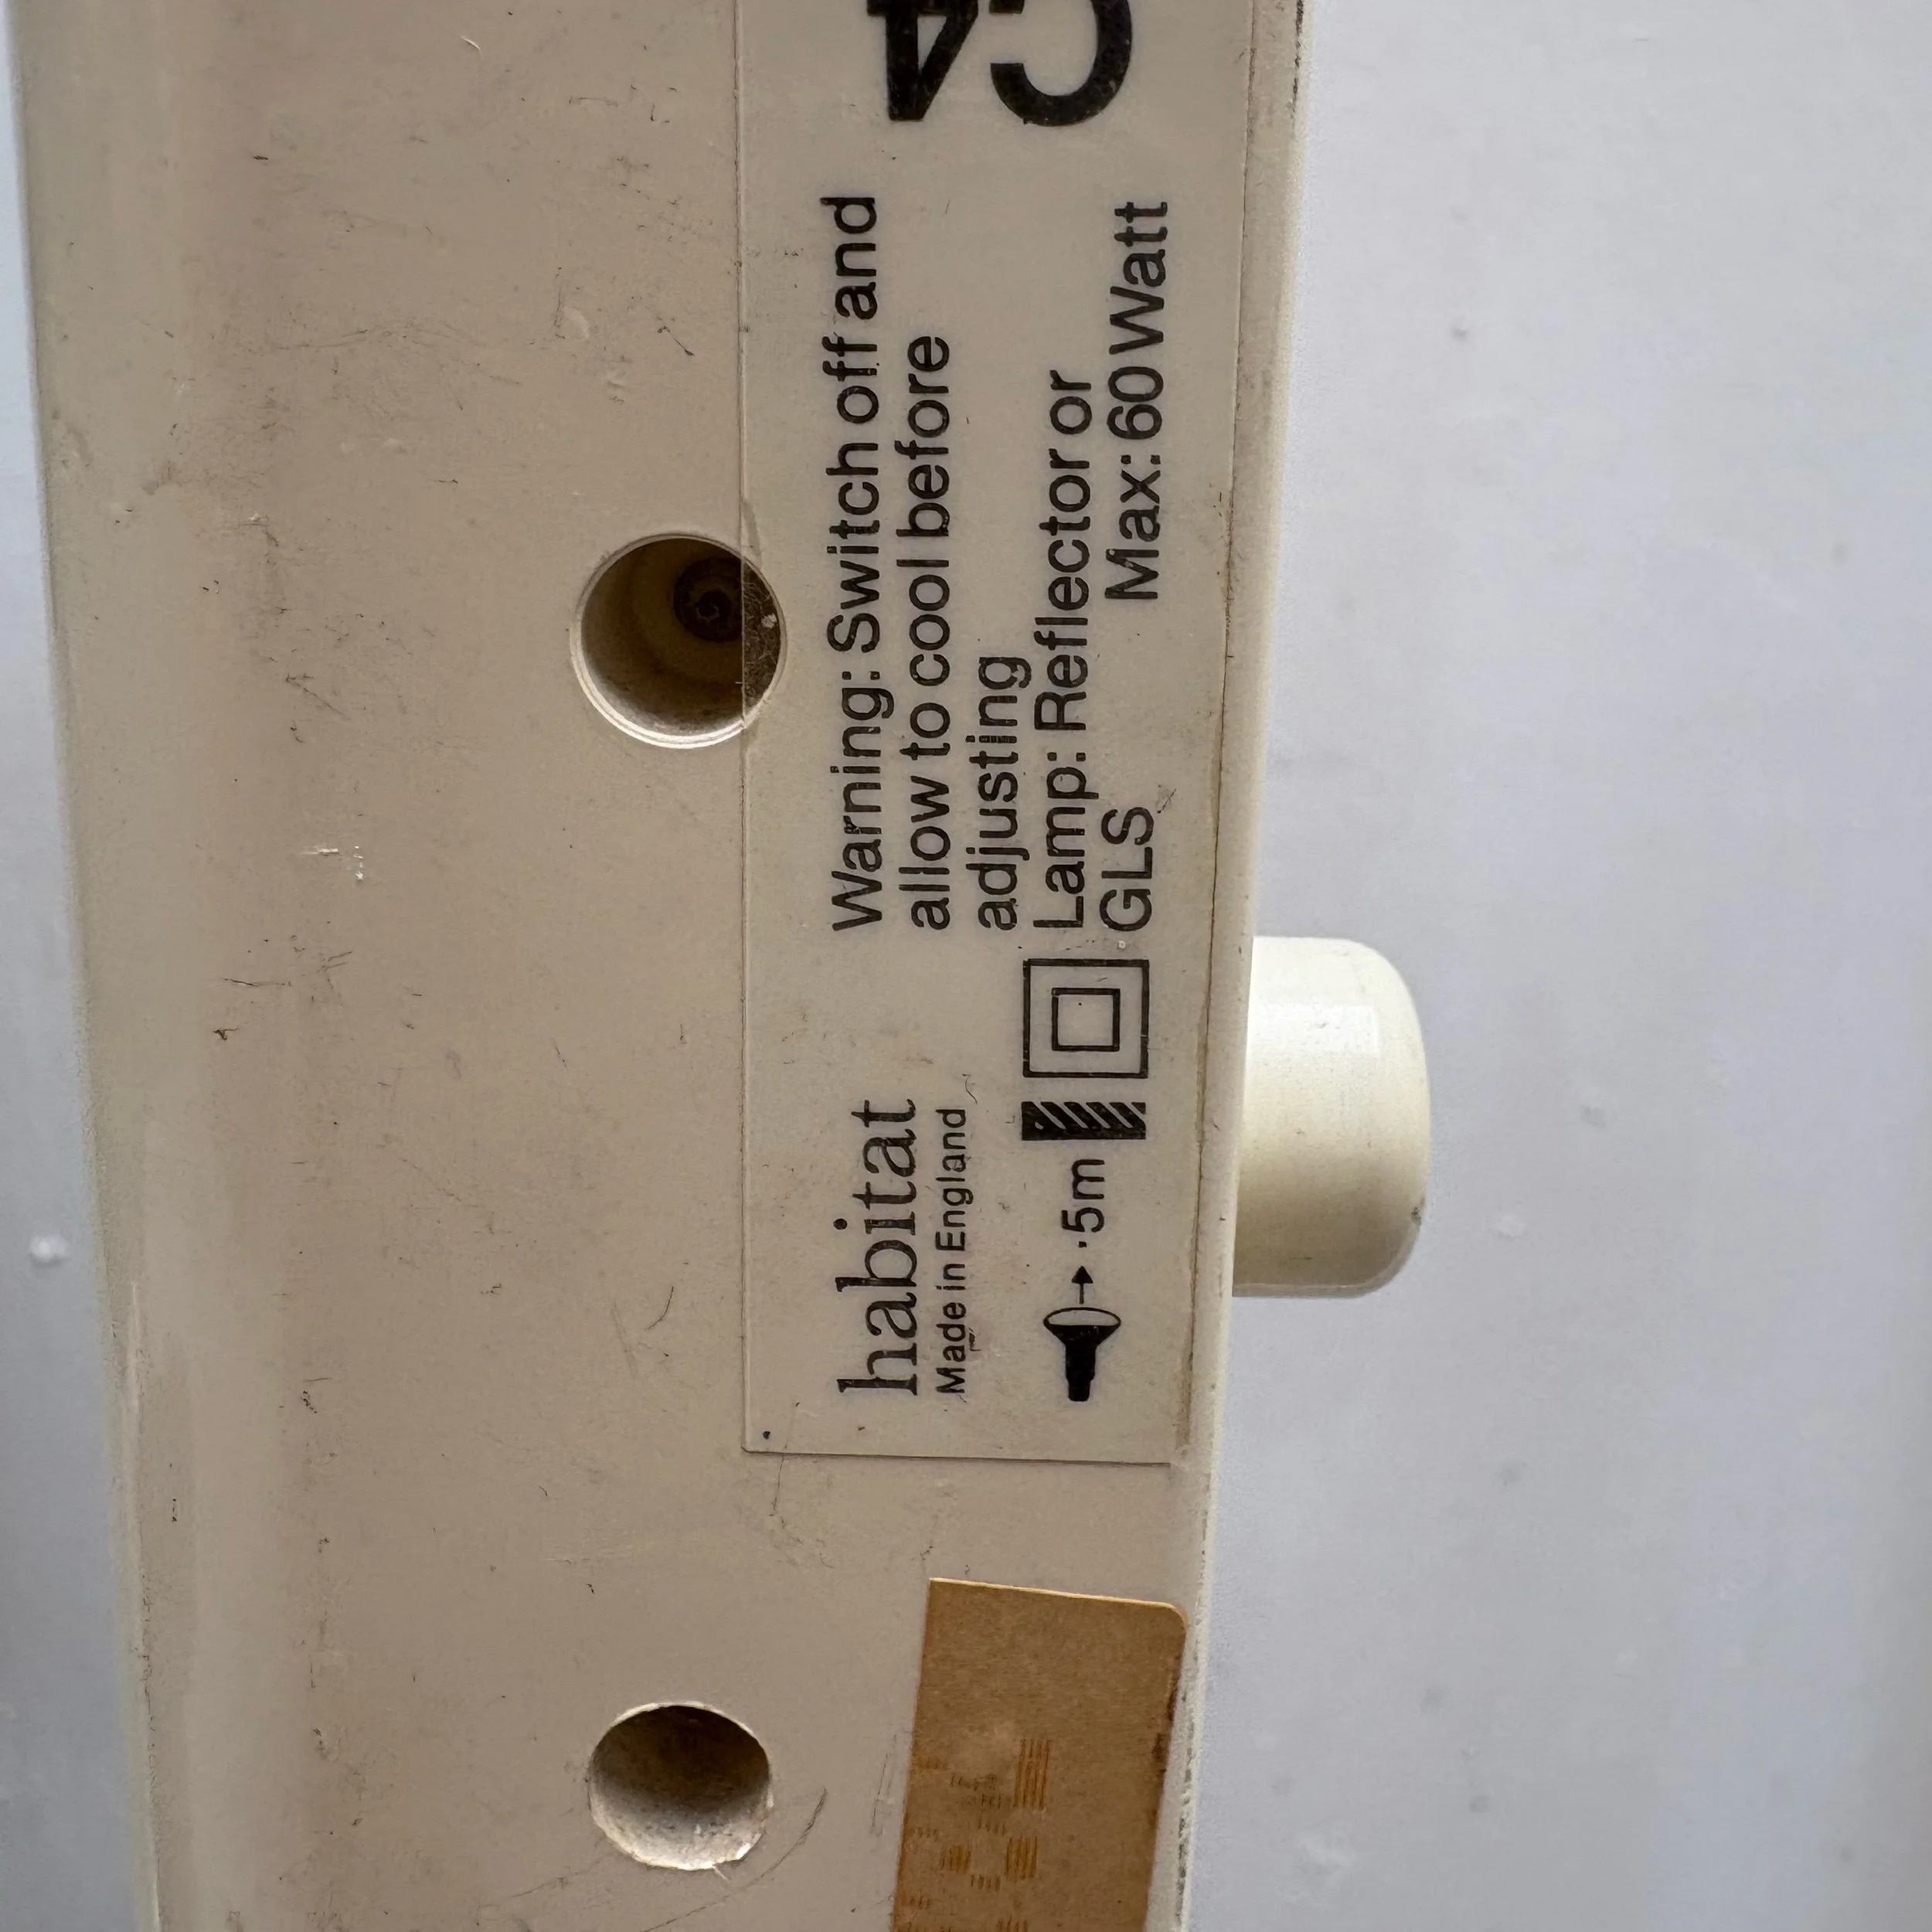 habitat
Made in England
·5m
Warning: Switch off and
allow to cool before
adjusting
Lamp: Reflector or
GLS Max: 60 Watt
C4